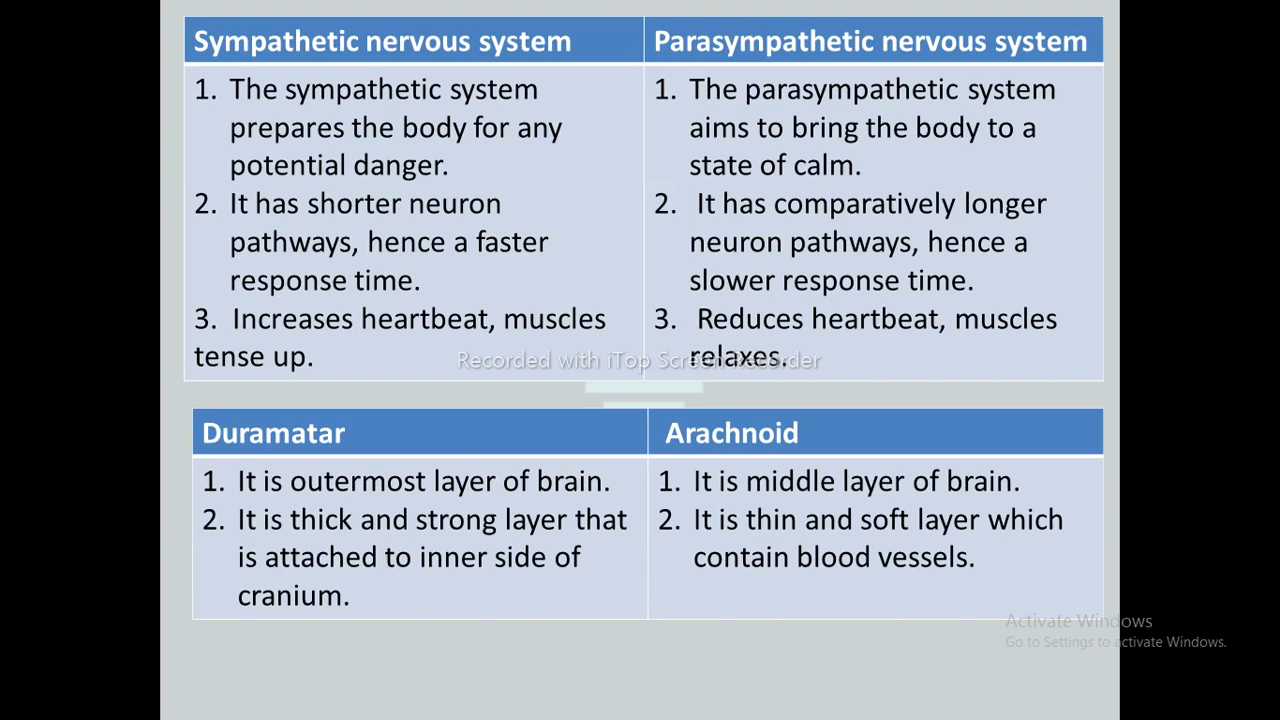 Sympathetic nervous system
Parasympathetic nervous system
1. The sympathetic system
prepares the body for any
potential danger.
2. It has shorter neuron
pathways, hence a faster
response time.
3. Increases heartbeat, muscles
tense up.
1. The parasympathetic system
aims to bring the body to a
state of calm.
2. It has comparatively longer
neuron pathways, hence a
slower response time.
3. Reduces heartbeat, muscles
relaxes.
Recorded with iTop Screen Recorder
Duramatar
Arachnoid
1. It is outermost layer of brain.
2. It is thick and strong layer that
is attached to inner side of
cranium.
1. It is middle layer of brain.
2. It is thin and soft layer which
contain blood vessels.
Activate Windows
Go to Settings to activate Windows.